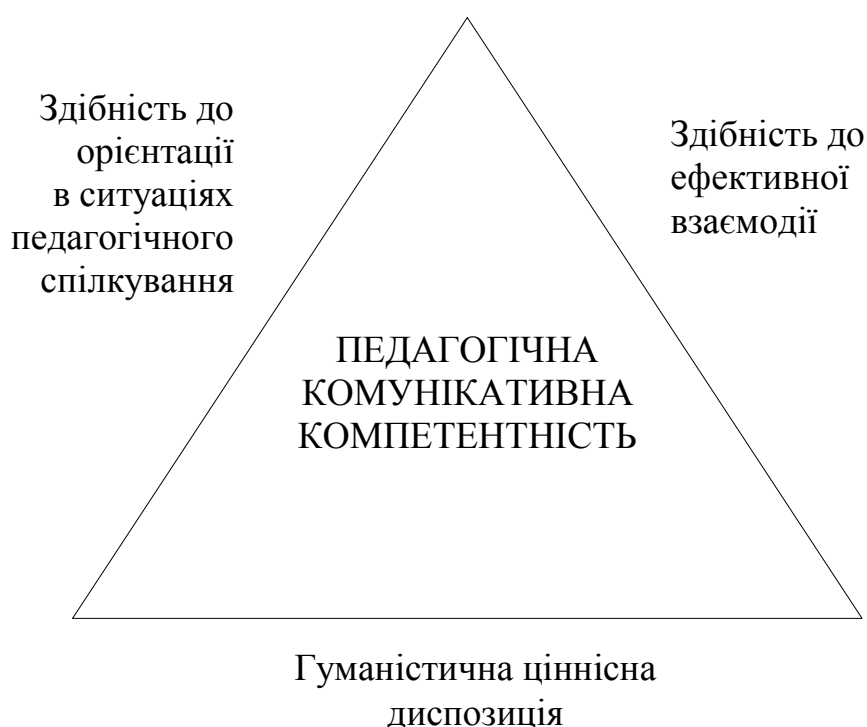 Здібність до
орієнтації
в ситуаціях
педагогічного
спілкування
Здібність до
ефективної
взаємодії
ПЕДАГОГІЧНА
КОМУНІКАТИВНА
КОМПЕТЕНТНІСТЬ
Гуманістична ціннісна
диспозиція